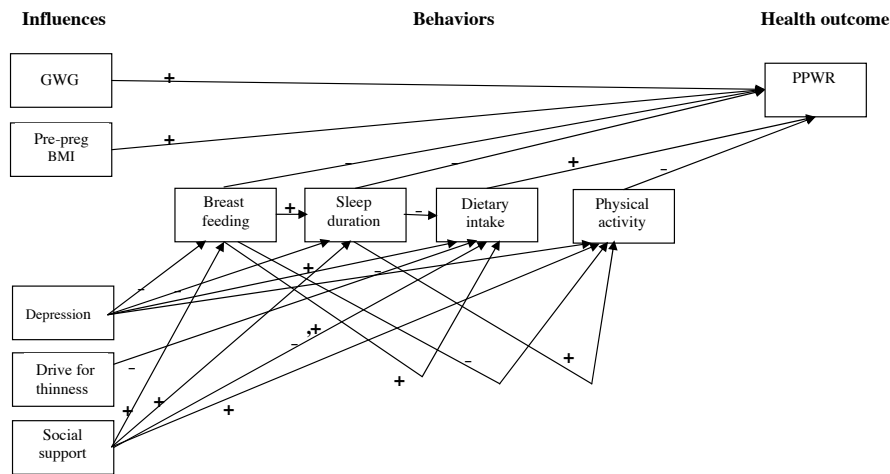 Influences Behaviors Health outcome
GWG
+
PPWR
Pre-preg
BMI
+
– – + –
Breast
feeding
+
Sleep
duration
–
Dietary
intake
Physical
activity
Depression
– – + –
Drive for
thinness
–
– ,+
Social
support
+ + +
+ – +